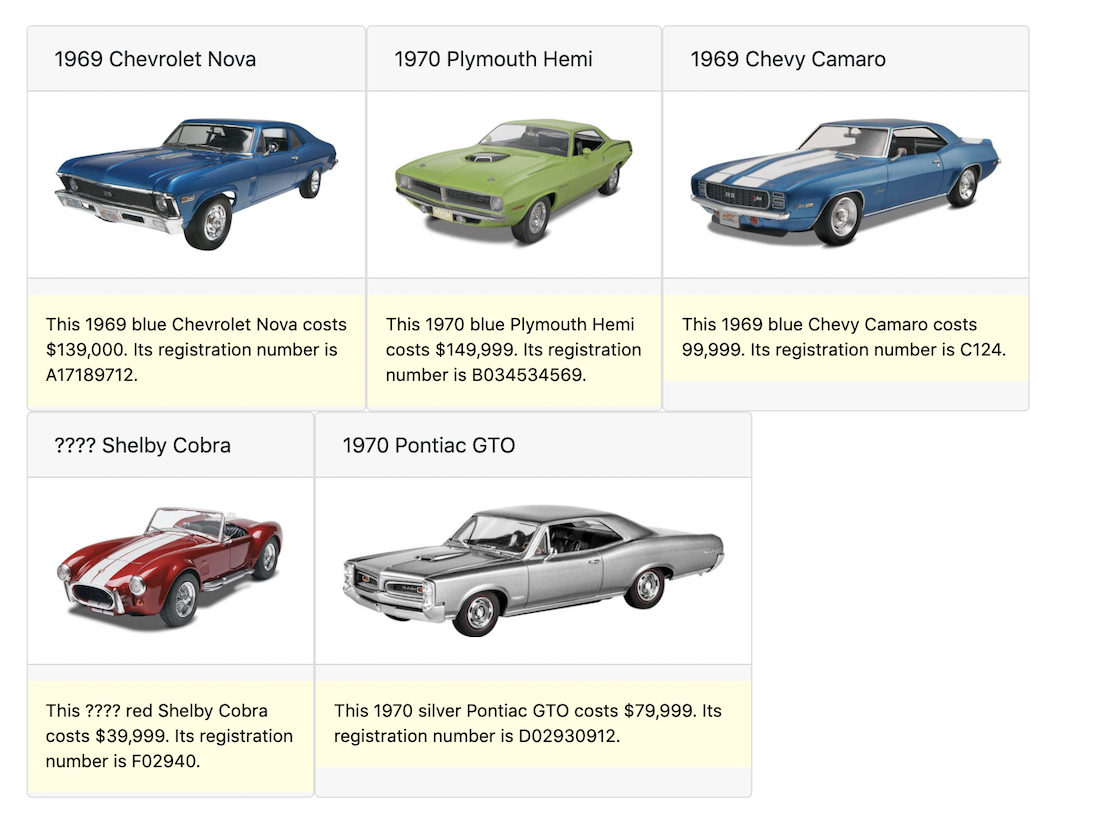 1969 Chevrolet Nova
1970 Plymouth Hemi
1969 Chevy Camaro
RS
This 1969 blue Chevrolet Nova costs
$139,000. Its registration number is
A17189712.
This 1970 blue Plymouth Hemi
costs $149,999. Its registration
number is B034534569.
This 1969 blue Chevy Camaro costs
99,999. Its registration number is C124.
???? Shelby Cobra
1970 Pontiac GTO
This ???? red Shelby Cobra
costs $39,999. Its registration
number is F02940.
This 1970 silver Pontiac GTO costs $79,999. Its
registration number is D02930912.